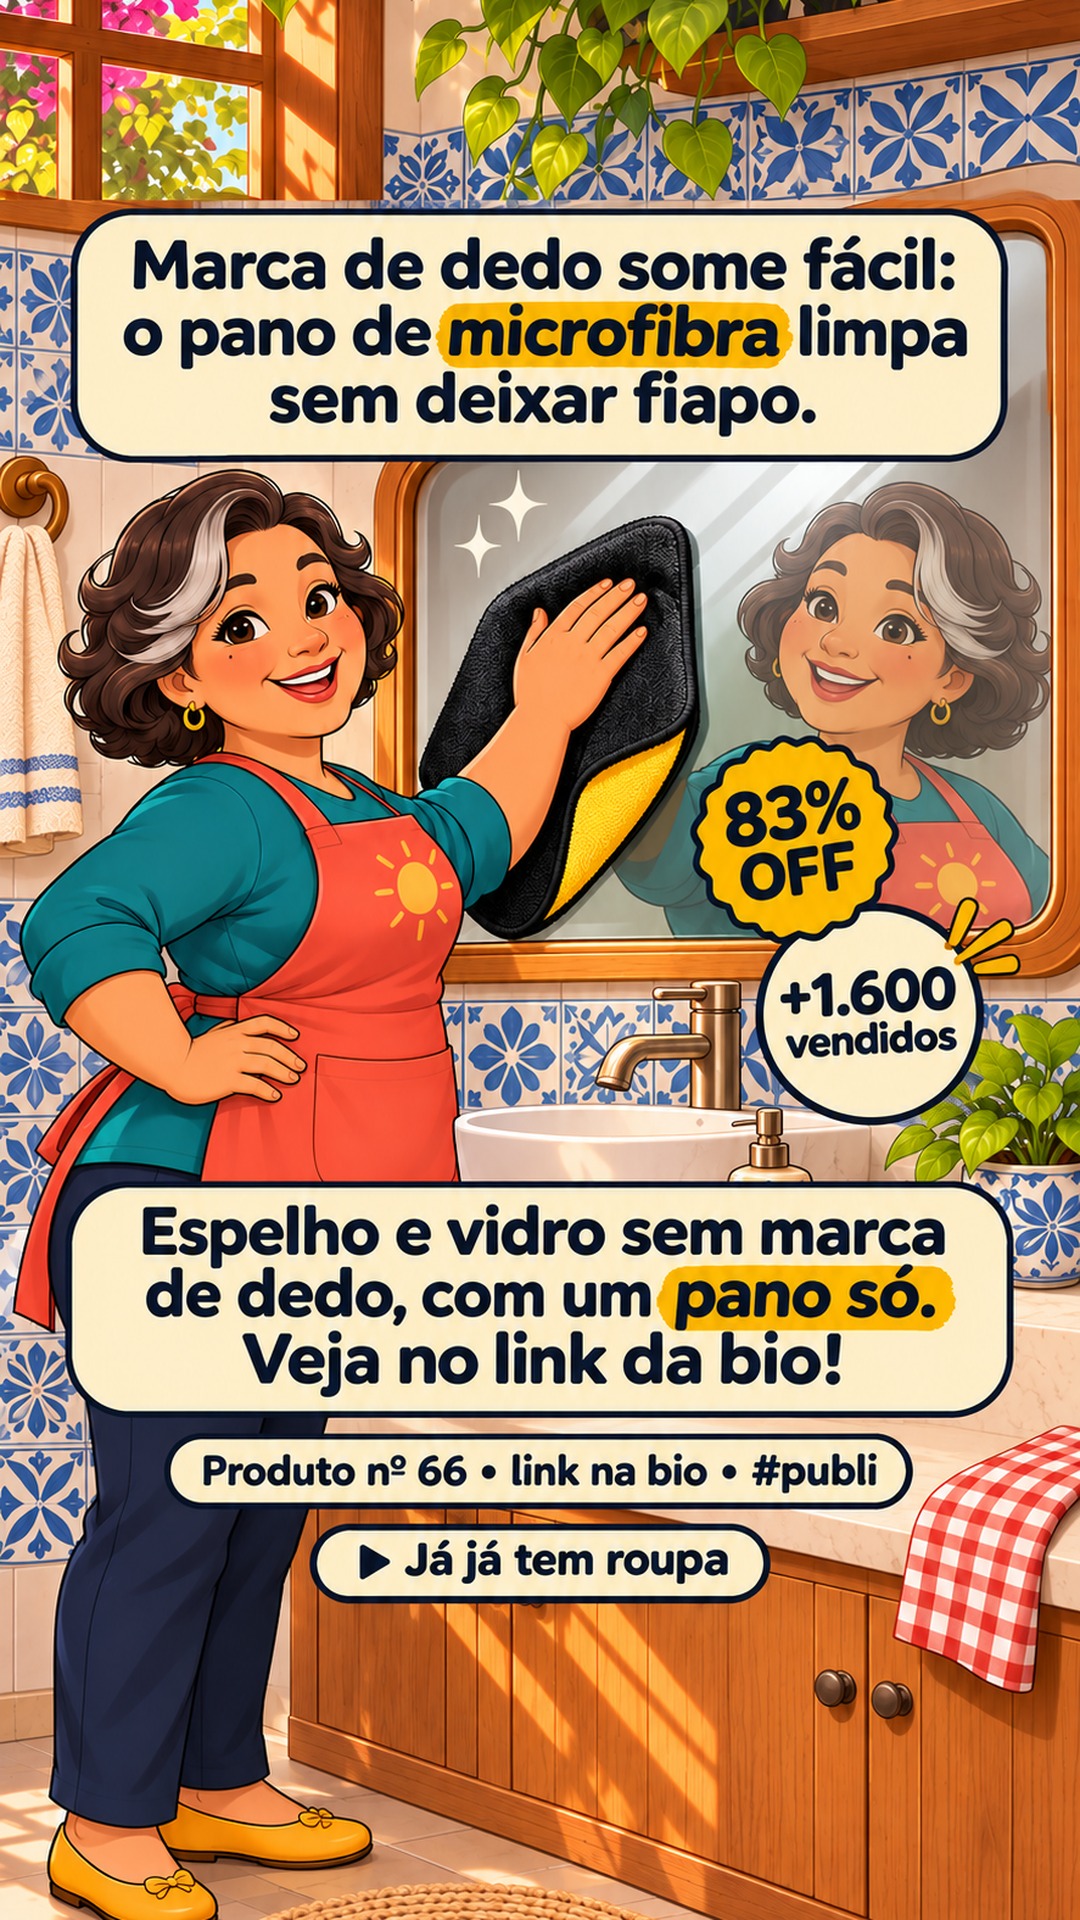 Marca de dedo some fácil:
o pano de microfibra limpa
sem deixar fiapo.
83%
OFF
+1.600
vendidos
Espelho e vidro sem marca
de dedo, com um pano só.
Veja no link da bio!
Produto nº 66 • link na bio • #publi
▶ Já já tem roupa